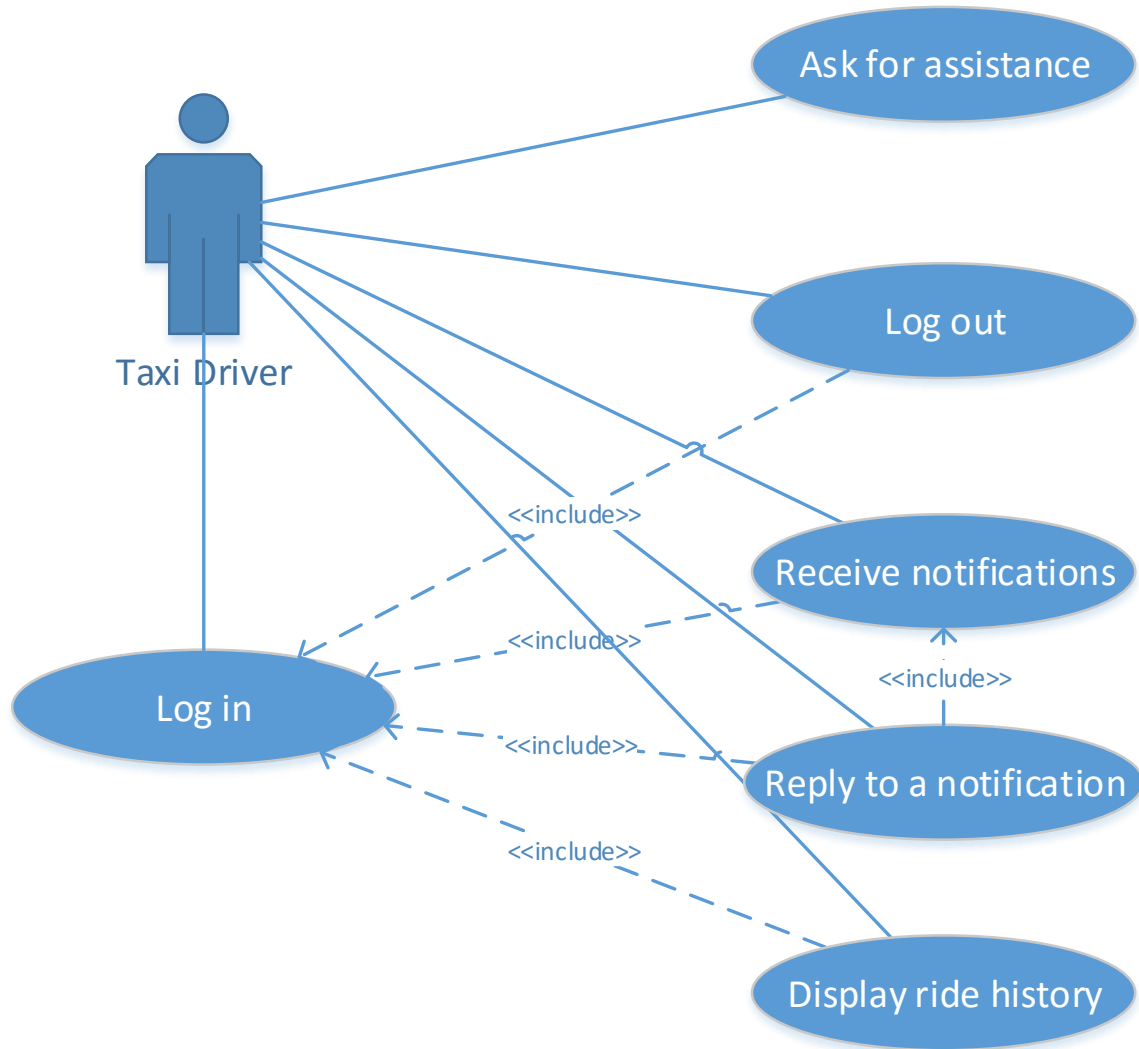 Ask for assistance
Log out
Taxi Driver
<<include>>
Receive notifications
<<include>>
<<include>>
Log in
<<include>>
Reply to a notification
<<include>>
Display ride history